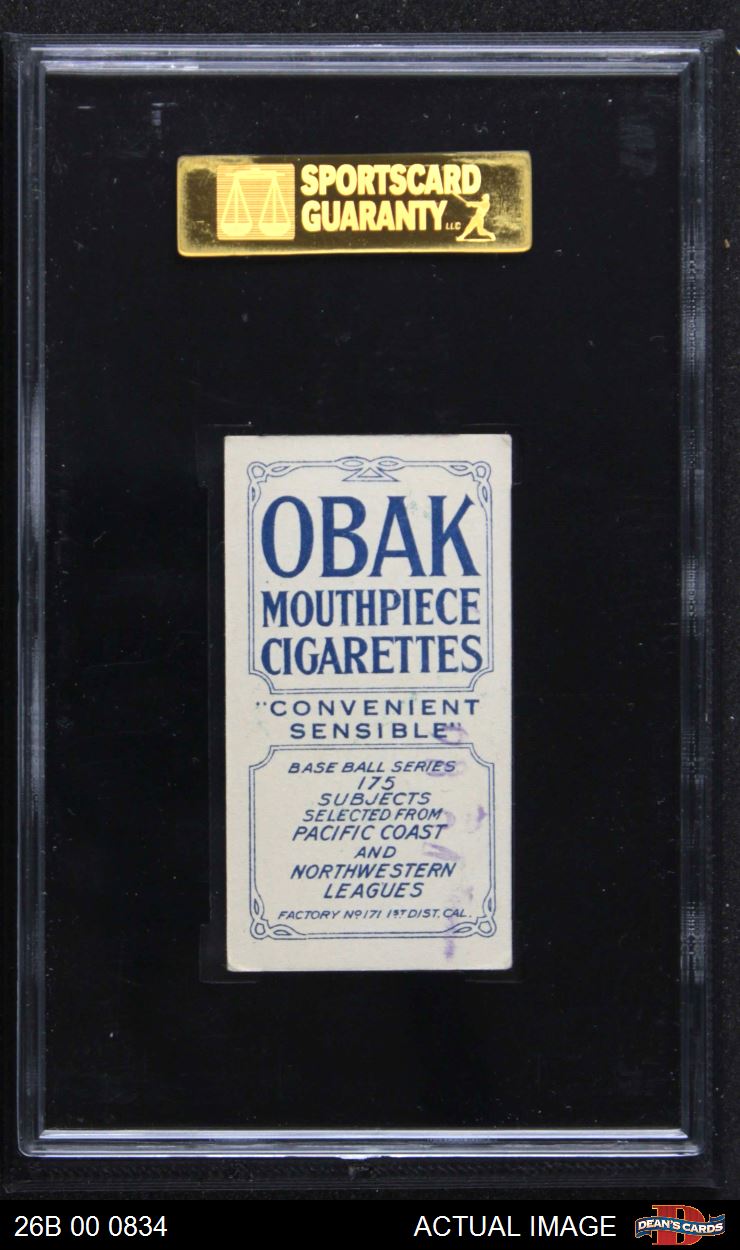 SPORTSCARD
GUARANTY LLC
OBAK
MOUTHPIECE
CIGARETTES
"CONVENIENT
SENSIBLE"
BASE BALL SERIES
175
SUBJECTS
SELECTED FROM
PACIFIC COAST
AND
NORTHWESTERN
LEAGUES
FACTORY Nº 171 1ST DIST. CAL.
26B 00 0834
ACTUAL IMAGE
DEAN'S CARDS